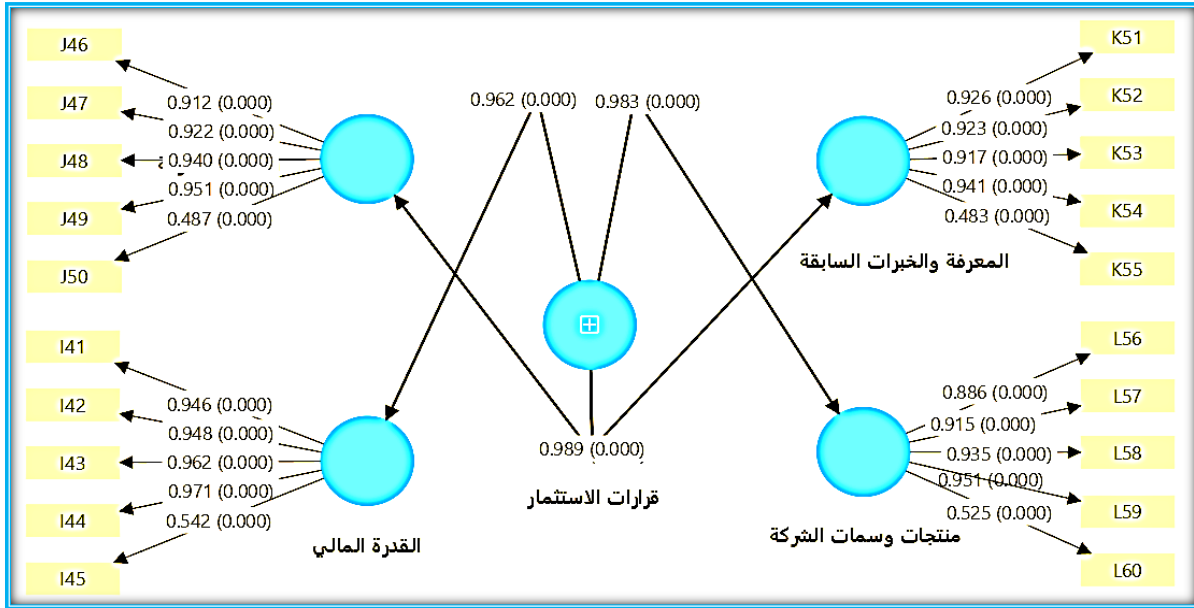 J46
J47
J48
J49
J50
0.912 (0.000)
0.922 (0.000)
0.940 (0.000)
0.951 (0.000)
0.487 (0.000)
0.962 (0.000)
0.983 (0.000)
0.926 (0.000)
0.923 (0.000)
0.917 (0.000)
0.941 (0.000)
0.483 (0.000)
K51
K52
K53
K54
K55
المعرفة والخبرات السابقة
I41
I42
I43
I44
I45
0.946 (0.000)
0.948 (0.000)
0.962 (0.000)
0.971 (0.000)
0.542 (0.000)
القدرة المالي
0.989 (0.000)
قرارات الاستثمار
0.886 (0.000)
0.915 (0.000)
0.935 (0.000)
0.951 (0.000)
0.525 (0.000)
L56
L57
L58
L59
L60
منتجات وسمات الشركة